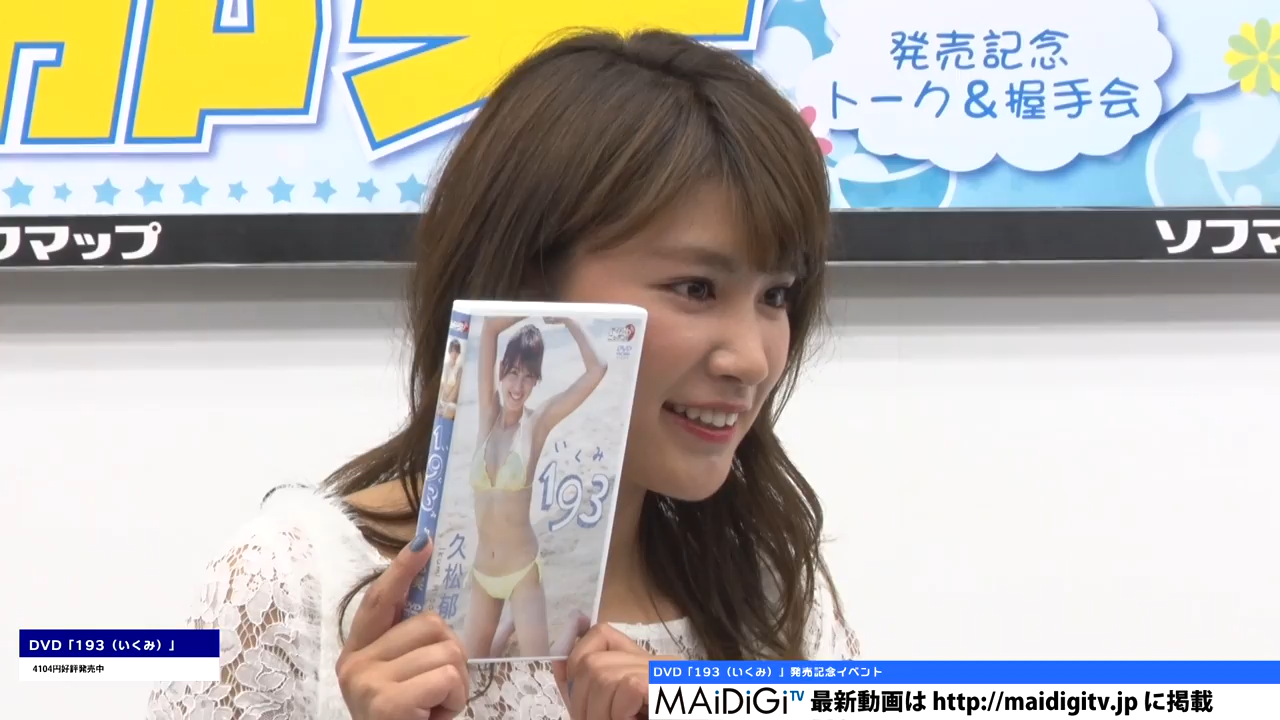 発売記念
トーク&握手会
フマップ
ソフマ
いくみ
193
久松郁
193
DVD「193（いくみ）」
4104円好評発売中
DVD「193（いくみ）」発売記念イベント
MAiDiGiTV 最新動画は http://maidigitv.jp に掲載